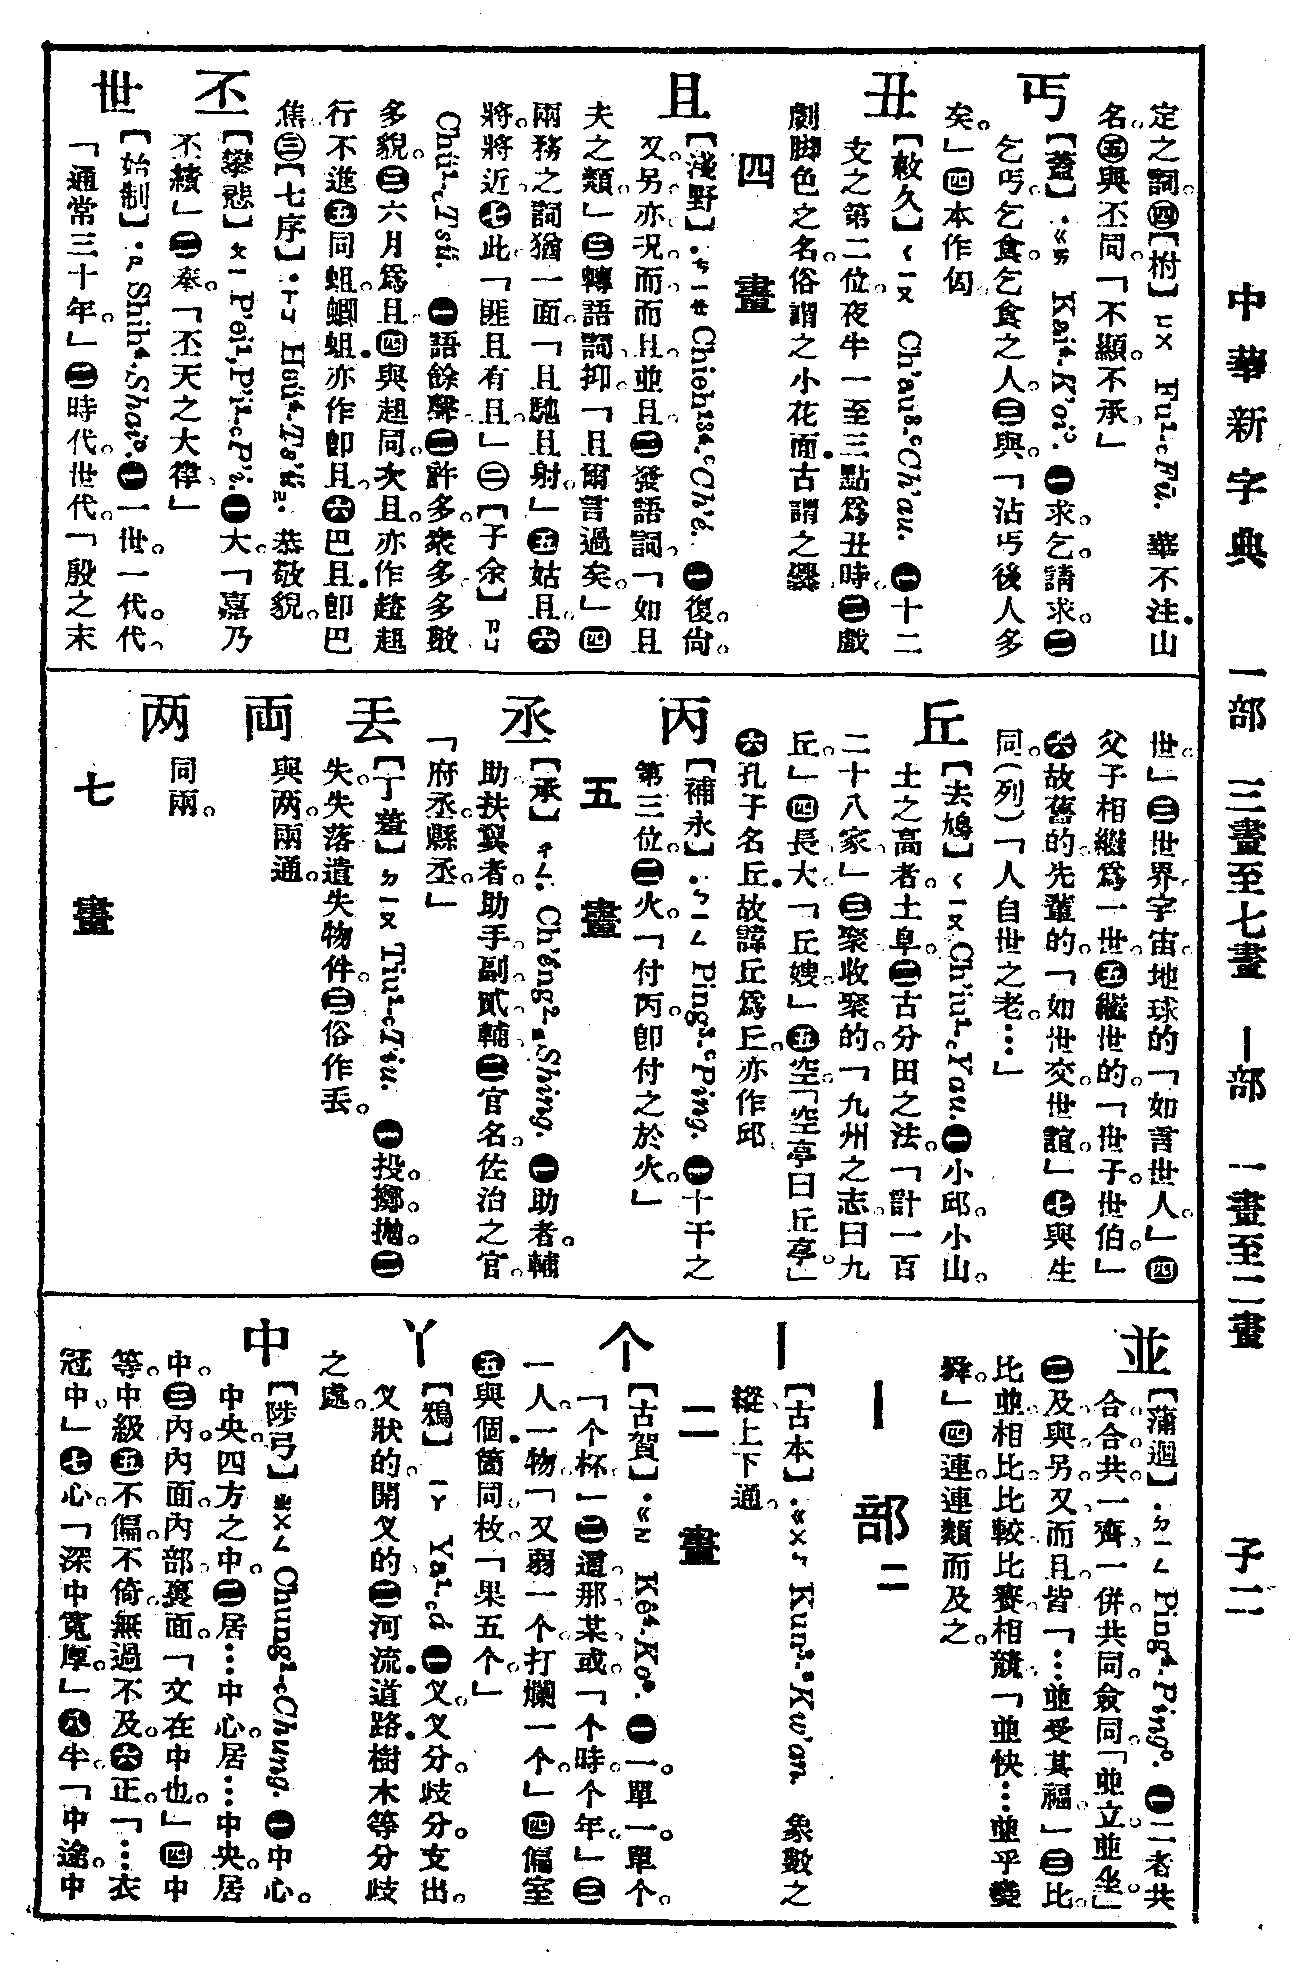 中華新字典 一部 三畫至七畫 丨部 一畫至二畫 子二
定之詞。㊃【柎】ㄈㄨ Fu¹-꜀Fū. 華不注山
名。㊄與丕同「不顯不承。」
丐【蓋】•ㄍㄞ Kai⁴-K'oi꜄. ㊀求。乞。請求。㊁
乞丐。乞食。乞食之人。㊂與「沾丐後人多
矣。」㊃本作匃。
丑【敕久】ㄑㄧㄡ Ch'au³-꜂Ch'au. ㊀十二
支之第二位。夜牛一至三點爲丑時。㊁戲
劇脚色之名。俗謂之小花面。古謂之
四 畫
且【淺野】•ㄘㄧㄝ Chieh¹³⁴-꜂Ch'é. ㊀復。尙。
又。另。亦。况。而而且。並且。㊁發語詞。「如且
夫之類。」㊂轉語詞。抑。「且爾言過矣。」㊃
兩務之詞。猶一面。「且馳且射。」㊄姑且。㊅
將。將近。㊆此。「匪且有且。」㊁【子余】ㄗㄩ
Chü¹-꜀Tsü. ㊀語餘聲。㊁許多。衆多。多數
多貌。㊂六月爲且。㊃與趄同。次且。亦作趑趄
行不進。㊄同蛆。蝍蛆。亦作卽且。㊅巴且。卽巴
焦。㊂【七序】•ㄒㄩ Hsü⁴-Ts'ü. 恭敬貌。
丕【攀悲】ㄆㄧ P'ei¹,P'i¹-꜀P'i. ㊀大。「嘉乃
丕績」㊁奉。「丕天之大律」
世【始制】•ㄕ Shih⁴-Shai꜄. ㊀一世。一代。代。
「通常三十年。」㊁時代。世代。「殷之末
世。」㊂世界。宇宙。地球的。「如言世人。」㊃
父子相繼爲一世。㊄繼世的。「世子。世伯。」
㊅故舊的。先輩的。「如世交。世誼。」㊆與生
同。(列)「人自世之老…」
丘【去鳩】ㄑㄧㄡ Ch'iu¹-꜀Yau. ㊀小邱。小山。
土之高者。土阜。㊁古分田之法。「計一百
二十八家。」㊂聚。收聚的。「九州之志。曰九
丘。」㊃長。大。「丘嫂。」㊄空。「空亭曰丘亭。」
㊅孔子名丘。故諱丘爲丘。亦作邱
丙【補永】•ㄅㄧㄥ Ping³-꜂Ping. ㊀十干之
第三位。㊁火。「付丙。卽付之於火。」
五 畫
丞【承】ㄔㄥ. Ch'êng²-꜁Shing. ㊀助者。輔
助。扶翼者。助手。副。貳。輔。㊁官名。佐治之官。
「府丞。縣丞。」
丟【丁羞】ㄉㄧㄡ Tiu¹-꜀Tiu. ㊀投。擲。拋。㊁
失。失落。遺失物件。㊂俗作丢。
両 與两兩通。
两 同兩。
七 畫
並【蒲迥】•ㄅㄧㄥ Ping⁴-Ping꜅. ㊀二者共
合。合共。一齊。一併。共同。僉同。「並立並坐。」
㊁及。與。另。又。而且。皆。「…並受其福。」㊂比。
比並。相比。比較。比賽。相競。「並快…並乎變
舜」㊃連。連類而及之。
丨部 二
丨【古本】•ㄍㄨㄣ Kun³-꜂Kw'an. 象數之
縱。上下通。
二 畫
个【古賀】•ㄍㄜ Kê⁴-Ko꜄. ㊀一。單。一單个。
「个杯」㊁這那。某。或。「个時。个年。」㊂
一人。一物。「又弱一个。打爛一个。」㊃偏室
㊄與個箇同。枚。「果五个。」
丫【鴉】ㄧㄚ Ya¹-꜀A ㊀叉。叉分。歧分。支出。
叉狀的。開叉的。㊁河流。道路。樹木等分歧
之處。
中【陟弓】ㄓㄨㄥ Chung¹-꜀Chung. ㊀中心。
中央。四方之中。㊁居…中心。居…中央。居
中。㊂內。內面。內部。裏面。「文在中也。」㊃中
等。中級。㊄不偏。不倚。無過不及。㊅正。「…衣
冠中。」㊆心。「深中寬厚。」㊇半。「中途。中